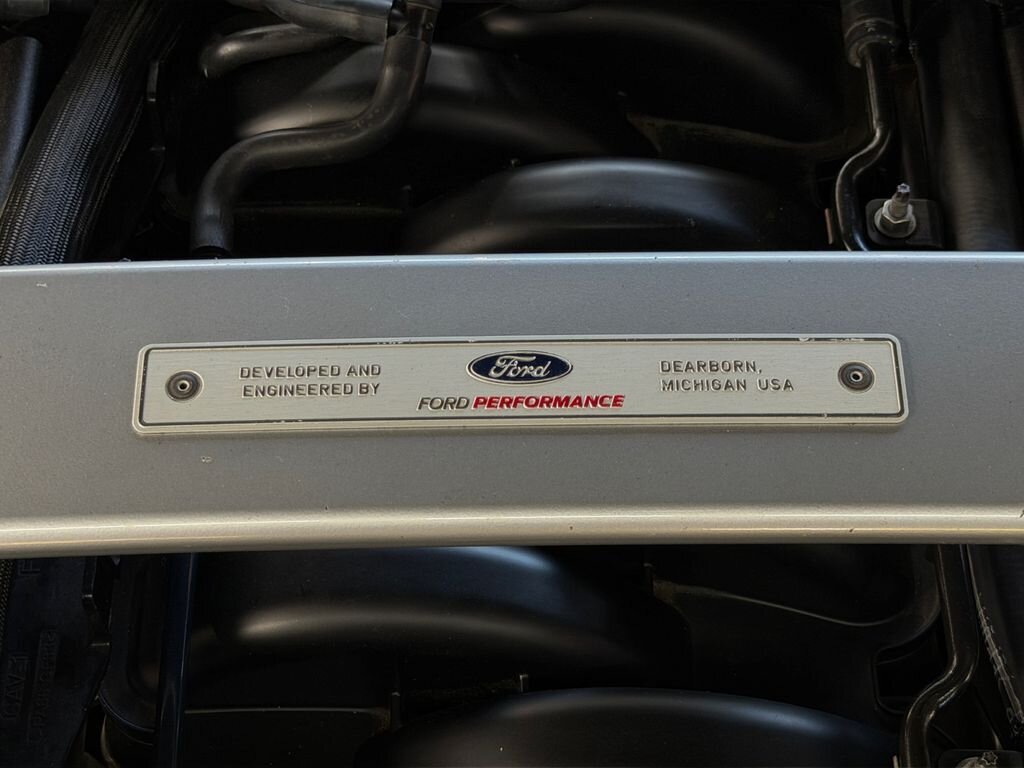 DEVELOPED AND
ENGINEERED BY
Ford
FORD PERFORMANCE
DEARBORN,
MICHIGAN USA